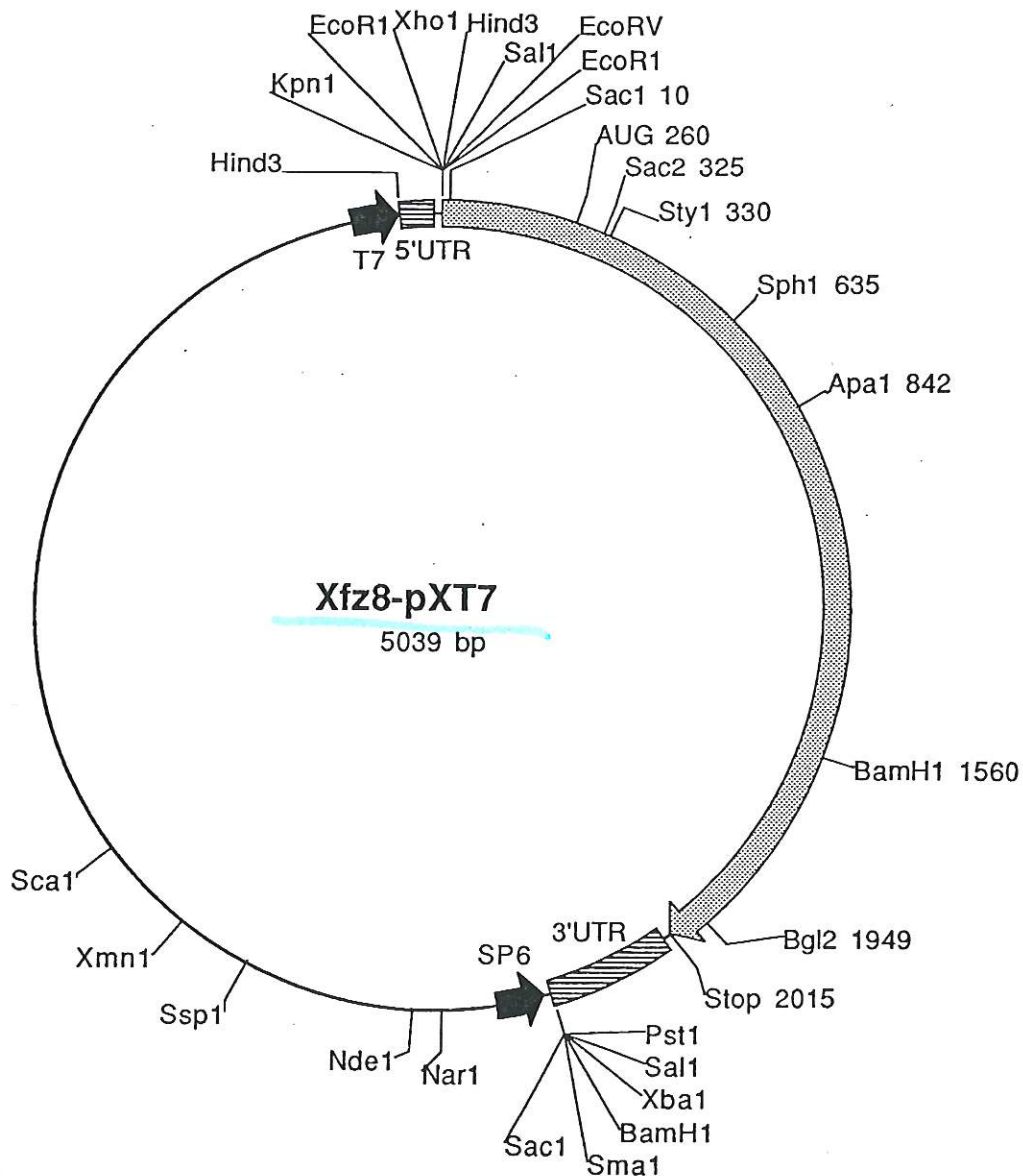 EcoR1
Xho1
Hind3
EcoRV
Sal1
EcoR1
Kpn1
Sac1 10
AUG 260
Hind3
Sac2 325
Sty1 330
T7
5'UTR
Sph1 635
Apa1 842
Xfz8-pXT7
5039 bp
BamH1 1560
Sca1
3'UTR
Bgl2 1949
Xmn1
SP6
Stop 2015
Ssp1
Pst1
Nde1
Nar1
Sal1
Xba1
Sac1
BamH1
Sma1